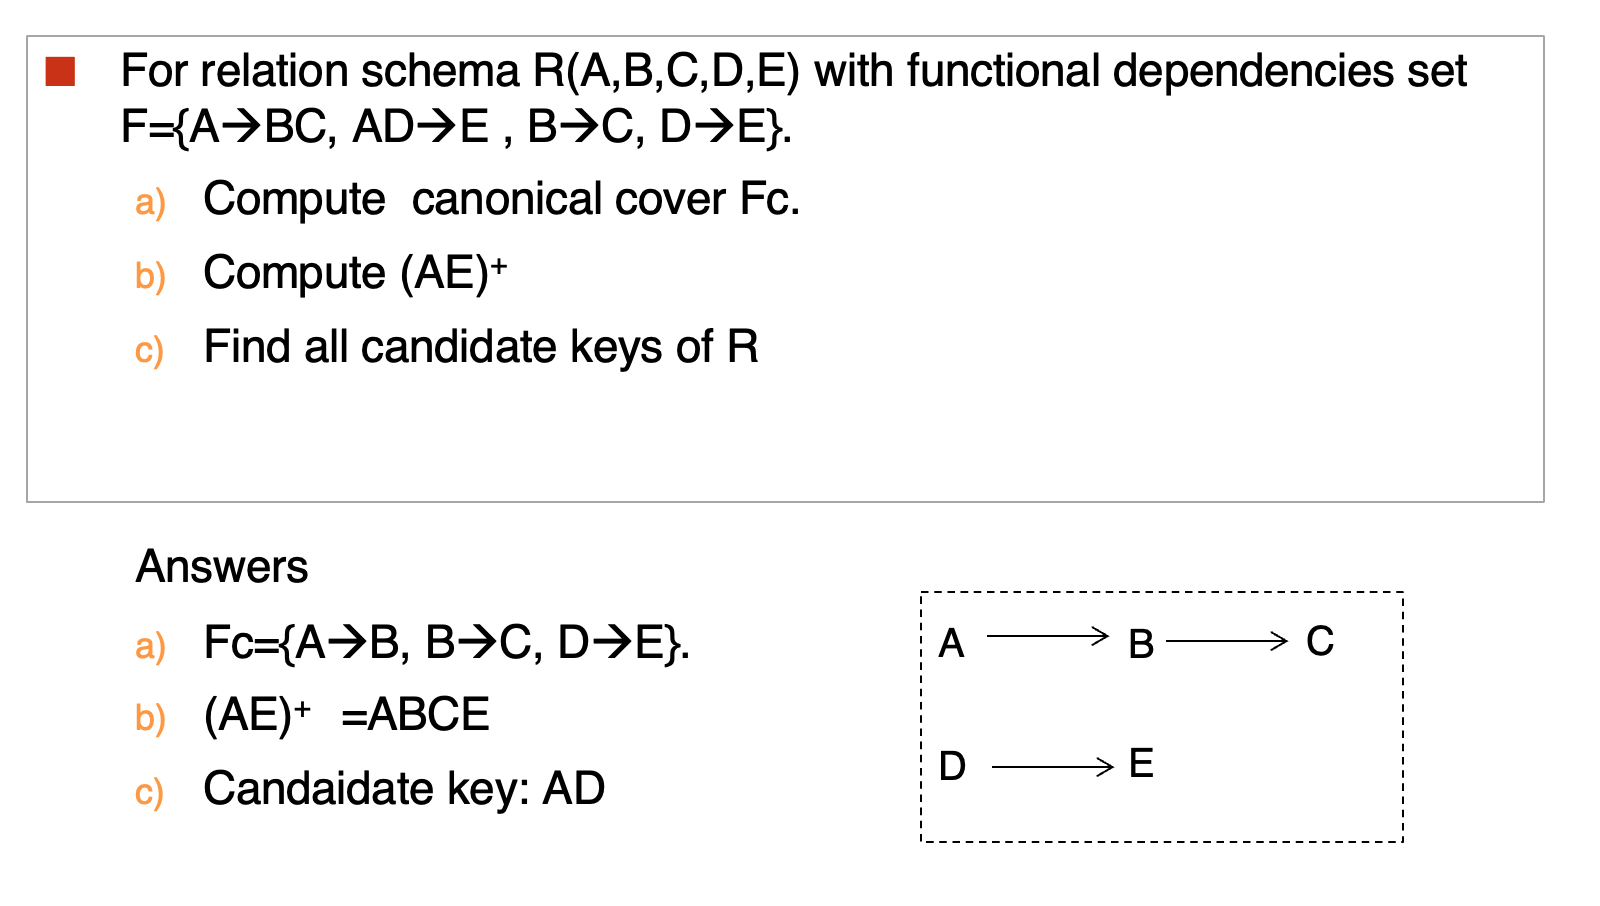 For relation schema R(A,B,C,D,E) with functional dependencies set
F={A→BC, AD→E , B→C, D→E}.
a) Compute canonical cover Fc.
b) Compute (AE)⁺
c) Find all candidate keys of R
Answers
a) Fc={A→B, B→C, D→E}.
b) (AE)⁺ =ABCE
c) Candaidate key: AD
A → B → C
D → E